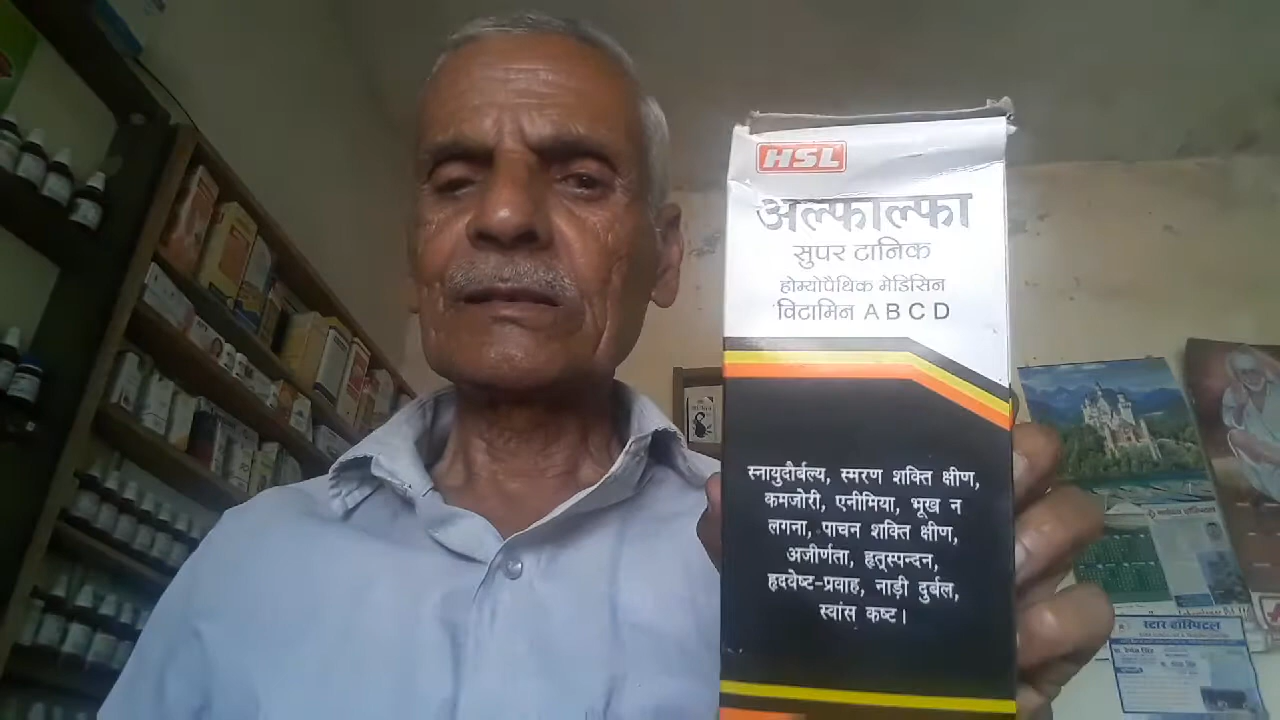 HSL
अल्फाल्फा
सुपर टानिक
होम्योपैथिक मेडिसिन
विटामिन A B C D
स्नायुदौर्बल्य, स्मरण शक्ति क्षीण,
कमजोरी, एनीमिया, भूख न
लगना, पाचन शक्ति क्षीण,
अजीर्णता, हृत्स्पन्दन,
हृदवेष्ट-प्रवाह, नाड़ी दुर्बल,
स्वांस कष्ट।
स्टार हॉस्पिटल